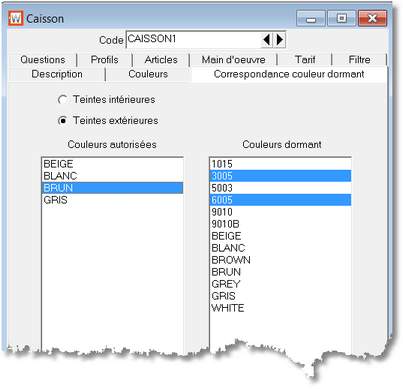 Caisson
Code CAISSON1
Questions Profils Articles Main d'oeuvre Tarif Filtre
Description Couleurs Correspondance couleur dormant
Teintes intérieures
Teintes extérieures
Couleurs autorisées Couleurs dormant
BEIGE 1015
BLANC 3005
BRUN 5003
GRIS 6005
9010
9010B
BEIGE
BLANC
BROWN
BRUN
GREY
GRIS
WHITE